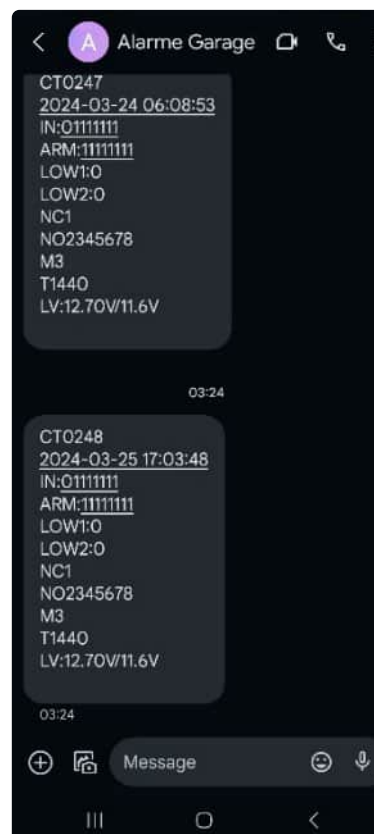 A Alarme Garage
CT0247
2024-03-24 06:08:53
IN:01111111
ARM:11111111
LOW1:0
LOW2:0
NC1
NO2345678
M3
T1440
LV:12.70V/11.6V
03:24
CT0248
2024-03-25 17:03:48
IN:01111111
ARM:11111111
LOW1:0
LOW2:0
NC1
NO2345678
M3
T1440
LV:12.70V/11.6V
03:24
Message